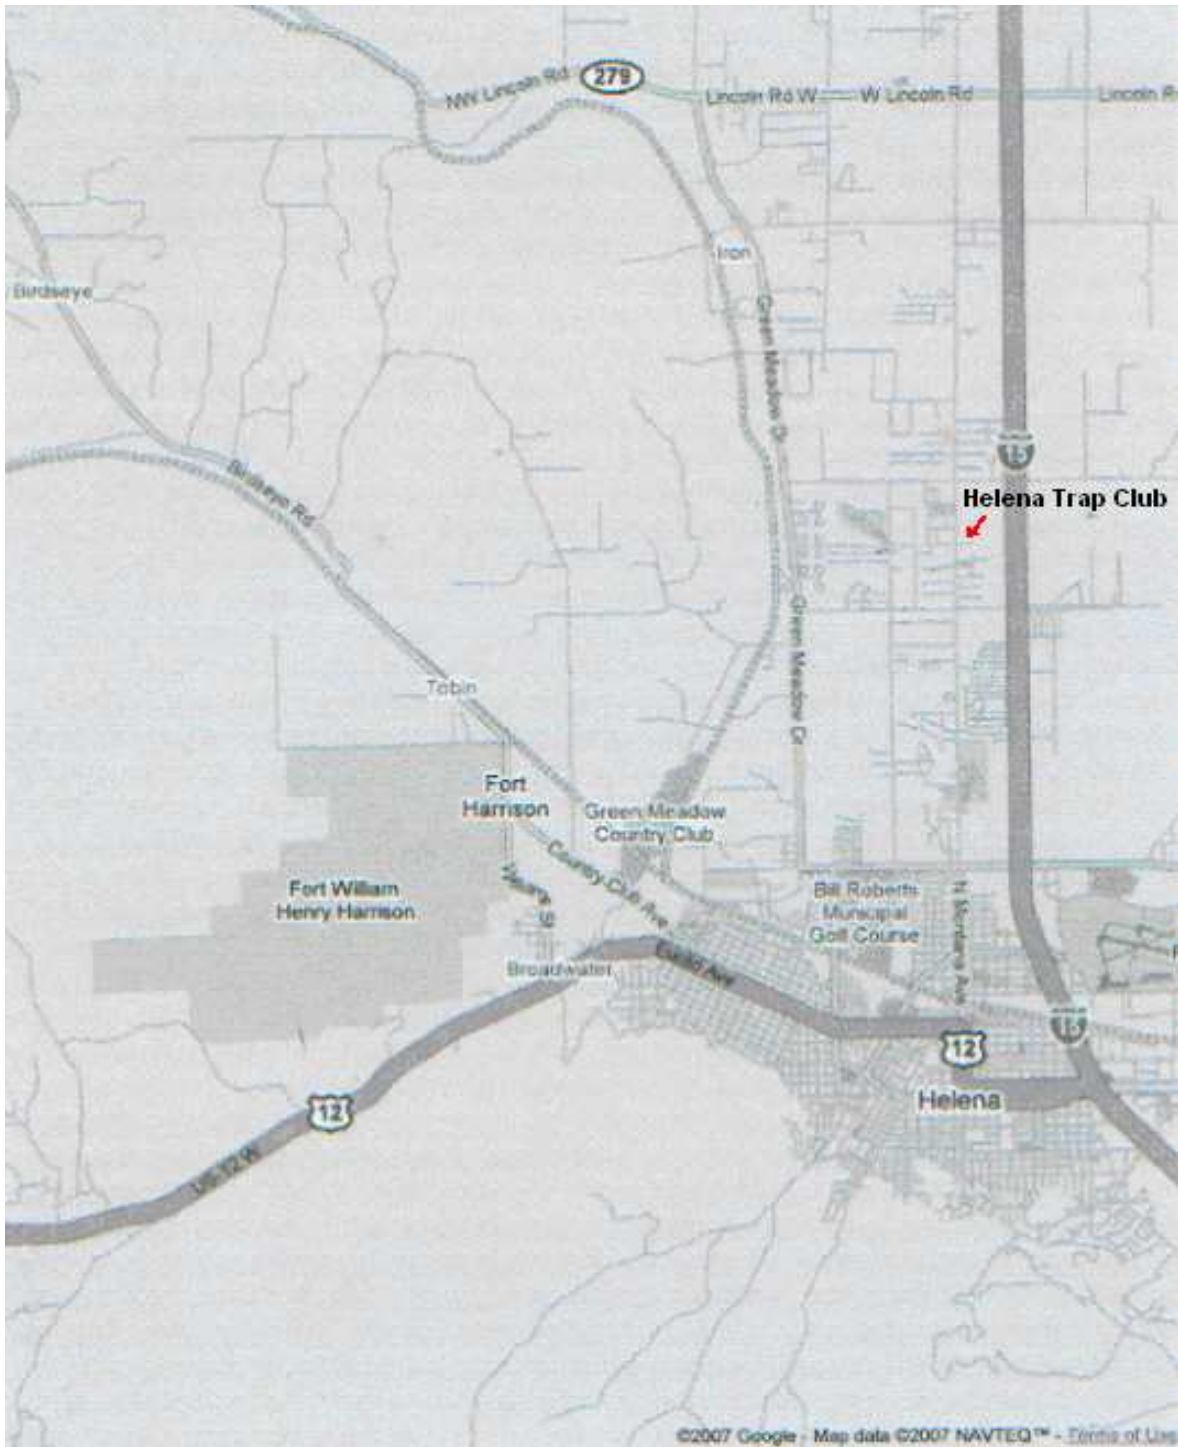 NW Lincoln Rd
279
Lincoln Rd W
W Lincoln Rd
Lincoln R
Iron
Birdseye
Green Meadow Dr
15
Birdseye Rd
Helena Trap Club
Green Meadow Dr
Tobin
Fort
Harrison
Green Meadow
Country Club
Country Club Ave
Fort William
Henry Harrison
Williams St
Bill Roberts
Municipal
Golf Course
N Montana Ave
Broadwater
Euclid Ave
15
12
Helena
12
US-12 W
©2007 Google - Map data ©2007 NAVTEQ™ - Terms of Use